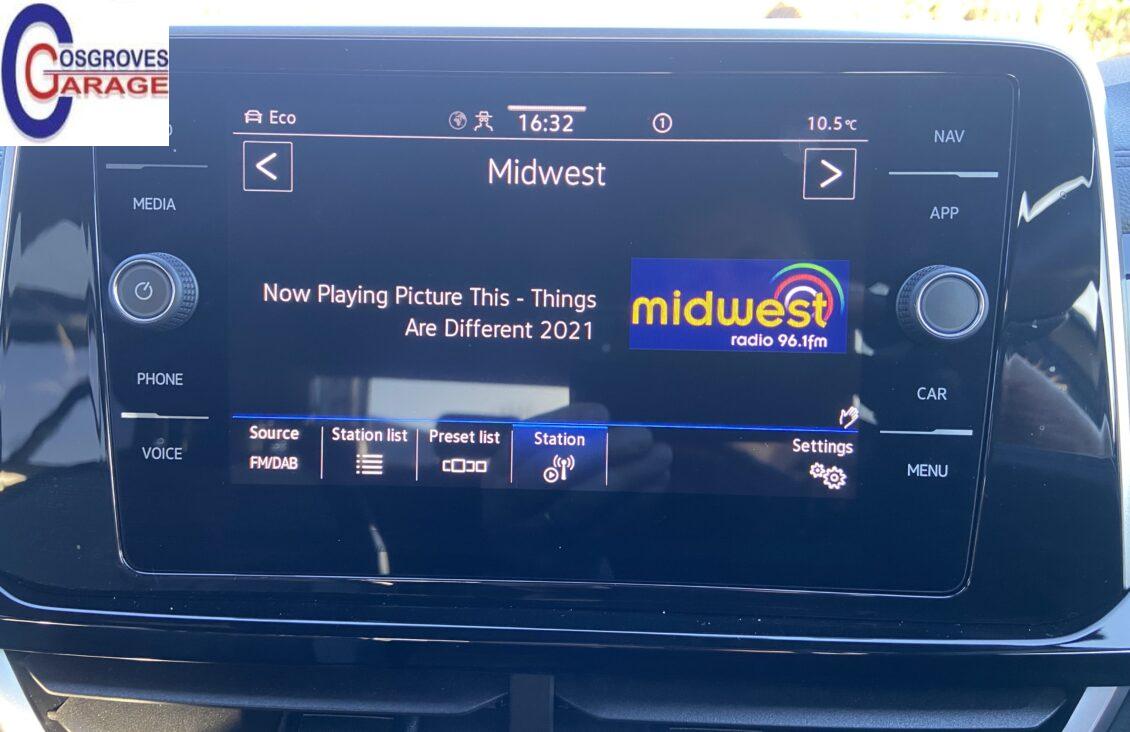 COSGROVES
GARAGE
Eco
16:32
1
10.5°C
NAV
Midwest
MEDIA
APP
Now Playing Picture This - Things
Are Different 2021
midwest
radio 96.1fm
PHONE
CAR
VOICE
Source
FM/DAB
Station list
Preset list
Station
Settings
MENU